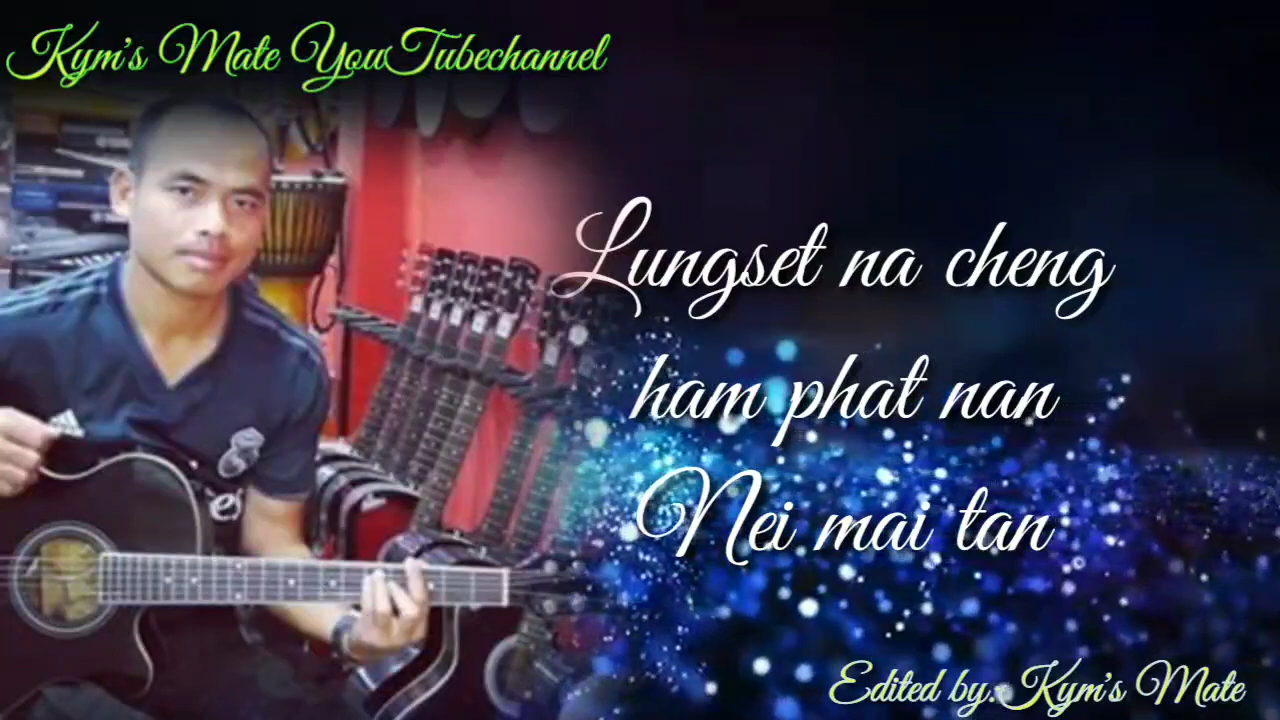 Kym's Mate YouTubechannel
Lungset na cheng
ham phat nan
Nei mai tan
Edited by. Kym's Mate